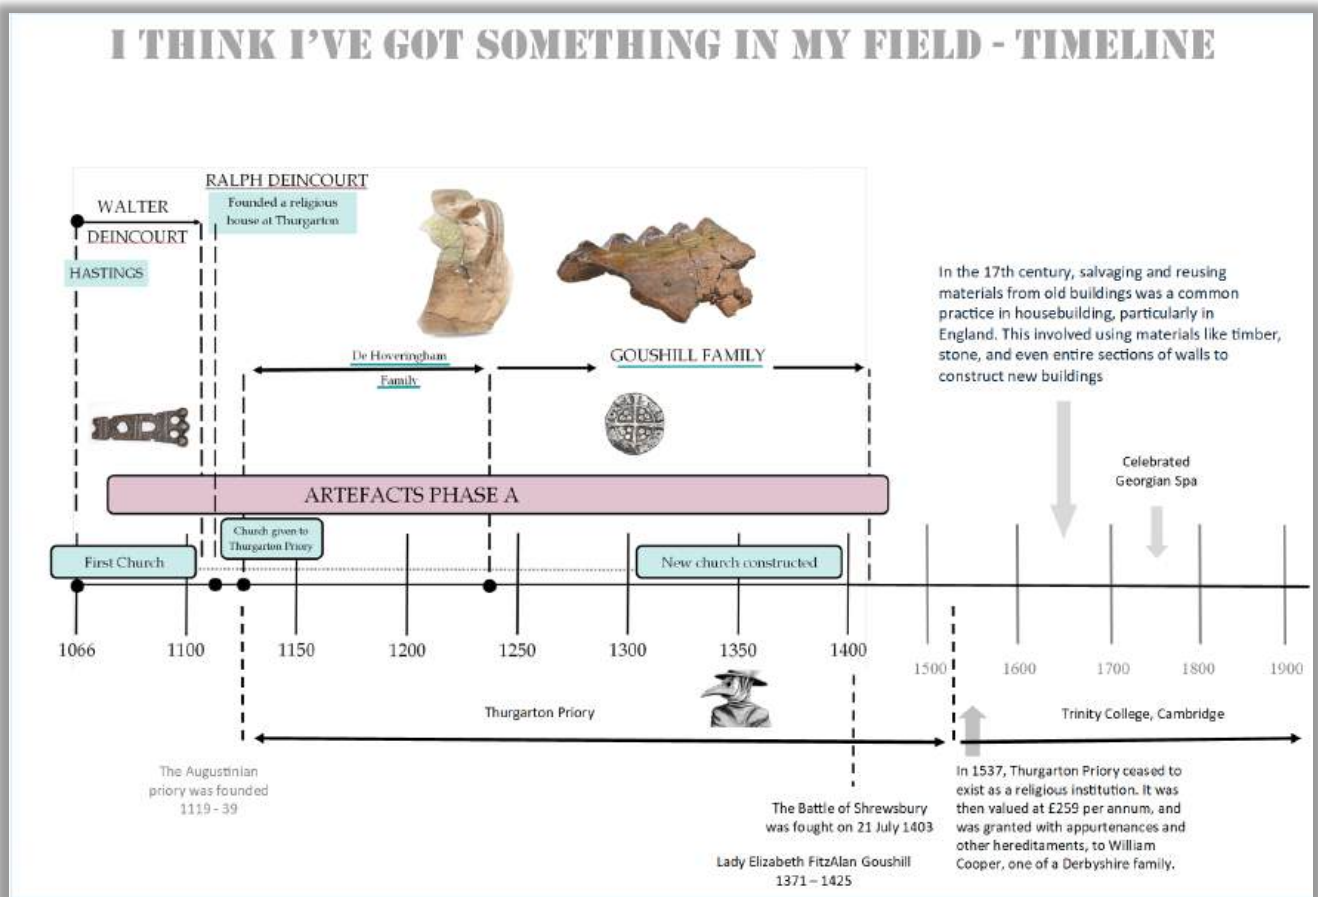 I THINK I'VE GOT SOMETHING IN MY FIELD - TIMELINE
WALTER
DEINCOURT
HASTINGS
RALPH DEINCOURT
Founded a religious
house at Thurgarton
De Hoveringham
Family
GOUSHILL FAMILY
In the 17th century, salvaging and reusing
materials from old buildings was a common
practice in housebuilding, particularly in
England. This involved using materials like timber,
stone, and even entire sections of walls to
construct new buildings
Celebrated
Georgian Spa
ARTEFACTS PHASE A
First Church
Church given to
Thurgarton Priory
New church constructed
1066
1100
1150
1200
1250
1300
1350
1400
1500
1600
1700
1800
1900
Thurgarton Priory
Trinity College, Cambridge
The Augustinian
priory was founded
1119 - 39
The Battle of Shrewsbury
was fought on 21 July 1403
Lady Elizabeth FitzAlan Goushill
1371 – 1425
In 1537, Thurgarton Priory ceased to
exist as a religious institution. It was
then valued at £259 per annum, and
was granted with appurtenances and
other hereditaments, to William
Cooper, one of a Derbyshire family.